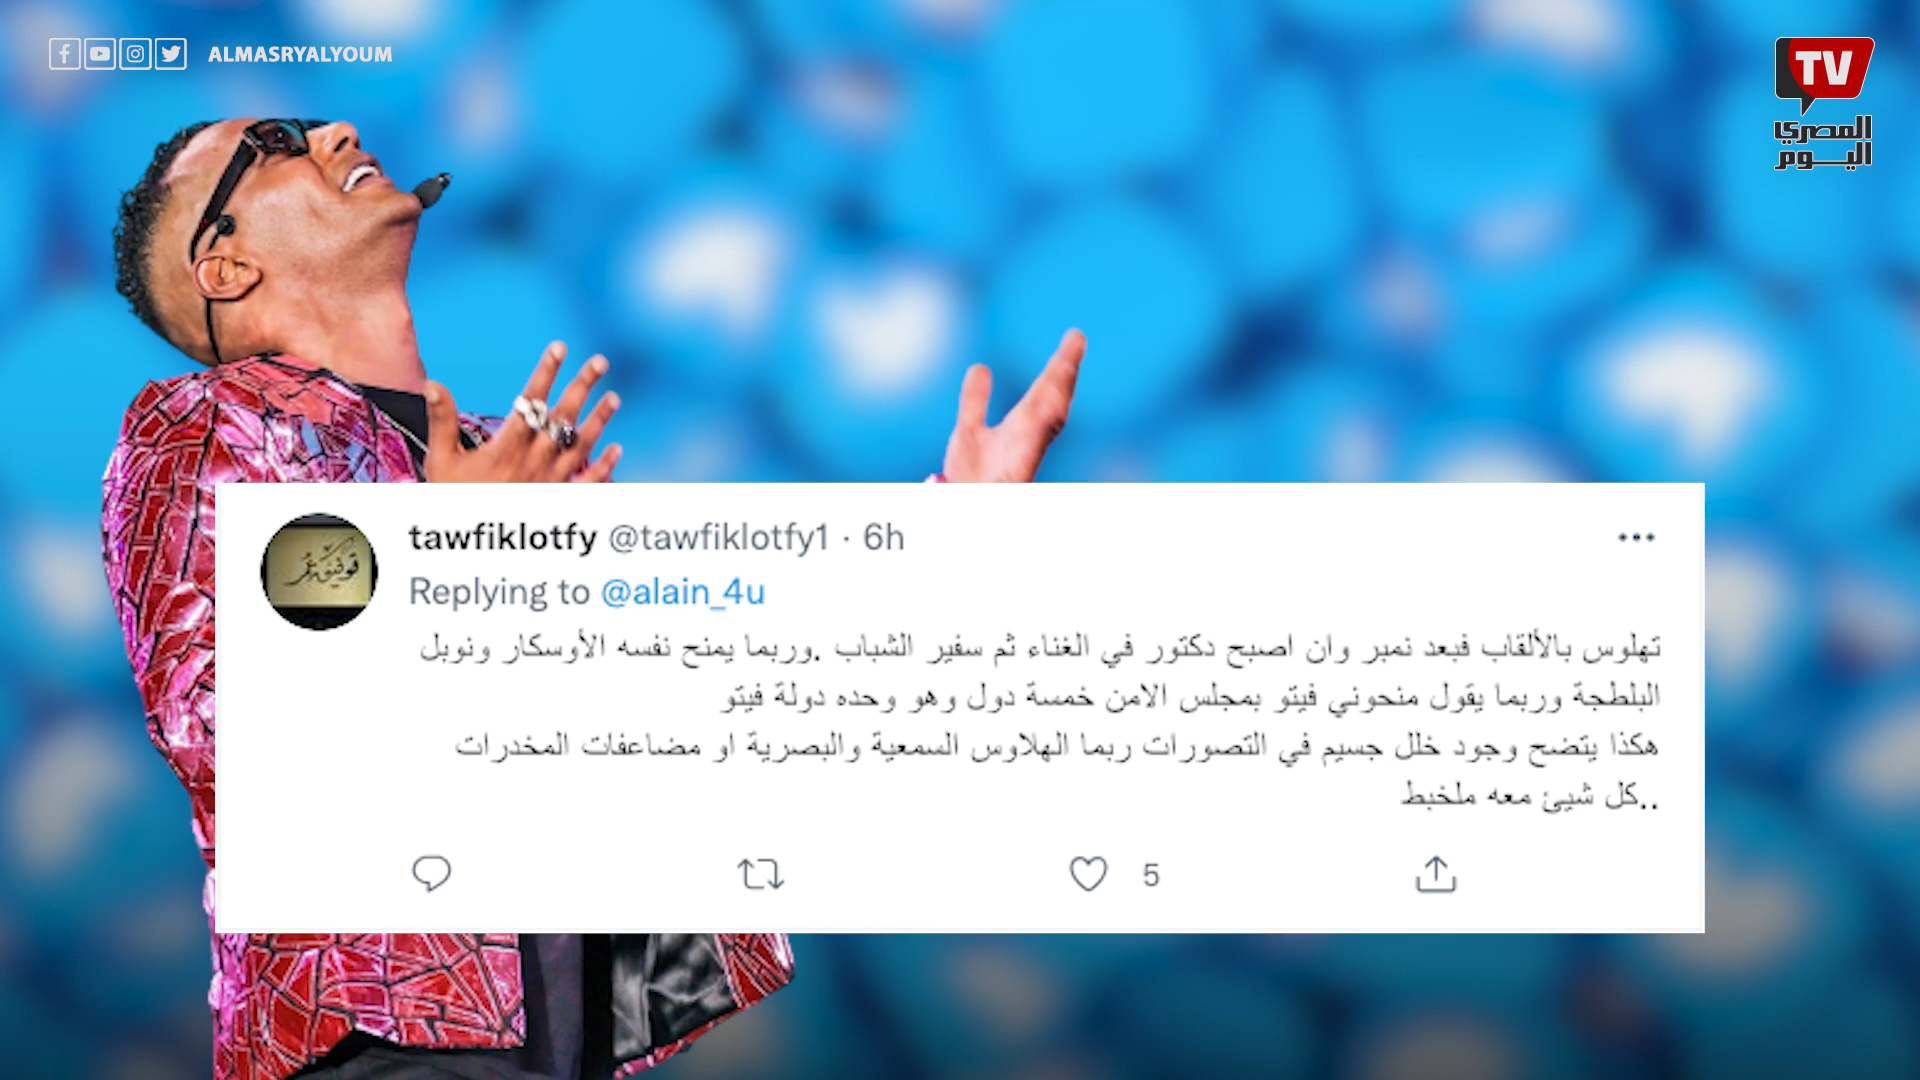 ALMASRYALYOUM
TV
المصري
اليوم
tawfiklotfy @tawfiklotfy1 · 6h
Replying to @alain_4u
تهلوس بالألقاب فبعد نمبر وان اصبح دكتور في الغناء ثم سفير الشباب .وربما يمنح نفسه الأوسكار ونوبل
البلطجة وربما يقول منحوني فيتو بمجلس الامن خمسة دول وهو وحده دولة فيتو
هكذا يتضح وجود خلل جسيم في التصورات ربما الهلاوس السمعية والبصرية او مضاعفات المخدرات
..كل شيئ معه ملخبط
5